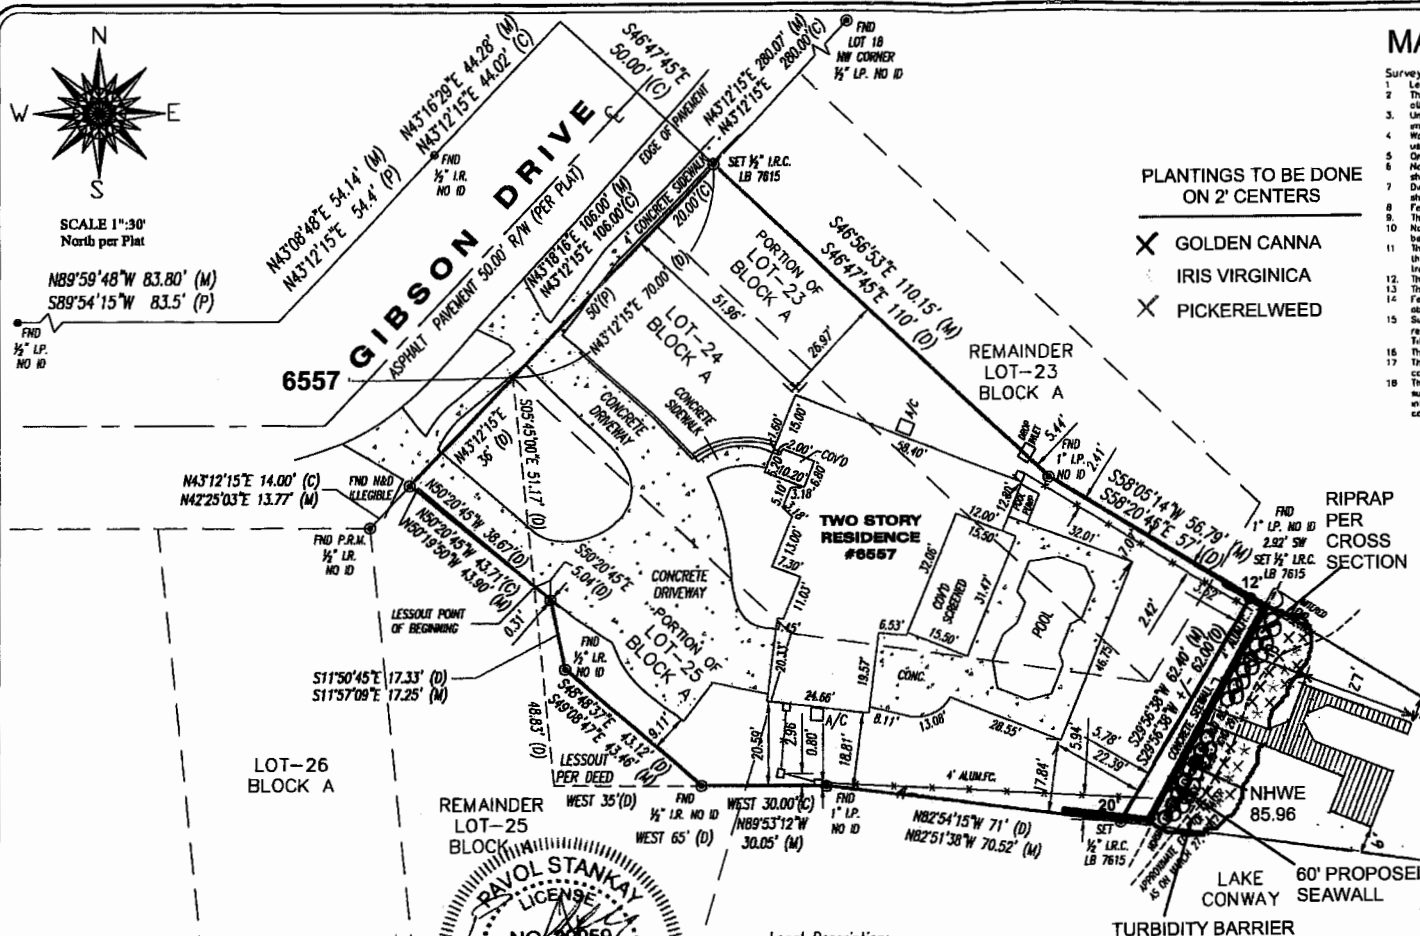 N
W
E
S
SCALE 1":30'
North per Plat
N89°59'48"W 83.80' (M)
S89°54'15"W 83.5' (P)
FND
½" I.P.
NO ID
N43°08'48"E 54.14' (M)
N43°12'15"E 54.4' (P)
N43°16'29"E 44.28' (M)
N43°12'15"E 44.02' (C)
FND
½" I.R.
NO ID
S46°47'45"E
50.00' (C)
GIBSON DRIVE
ASPHALT PAVEMENT 50.00' R/W (PER PLAT)
EDGE OF PAVEMENT
N43°12'15"E 280.07' (M)
N43°12'15"E 280.00' (C)
FND
LOT 18
NW CORNER
½" I.P. NO ID
SET ½" I.R.C.
LB 7615
4' CONCRETE SIDEWALK
20.00'(C)
N43°18'16"E 106.00' (M)
N43°12'15"E 106.00'(C)
50'(P)
N43°12'15"E 70.00' (D)
6557
PORTION OF
LOT-23
BLOCK A
LOT-24
BLOCK A
51.96'
26.97'
S46°56'53"E 110.15' (M)
S46°47'45"E 110' (D)
REMAINDER
LOT-23
BLOCK A
PLANTINGS TO BE DONE
ON 2' CENTERS
GOLDEN CANNA
IRIS VIRGINICA
PICKERELWEED
CONCRETE
DRIVEWAY
CONCRETE
SIDEWALK
N43°12'15"E
36' (D)
S05°45'00"E 51.17' (D)
N43°12'15"E 14.00' (C)
N42°25'03"E 13.77' (M)
FND N&D
ILLEGIBLE
FND P.R.M.
½" I.R.
NO ID
N50°20'45"W 38.67'(D)
N50°20'45"W 43.71'(C)
N50°19'50"W 43.90' (M)
S50°20'45"E
5.04'(D)
CONCRETE
DRIVEWAY
LESSOUT POINT
OF BEGINNING
0.31'
FND
½" I.R.
NO ID
S11°50'45"E 17.33' (D)
S11°57'09"E 17.25' (M)
PORTION OF
LOT-25
BLOCK A
S48°48'37"E 43.12' (D)
S49°08'47"E 43.46' (M)
9.11'
48.83' (D)
LESSOUT
PER DEED
WEST 35'(D)
TWO STORY
RESIDENCE
#6557
15.00'
2.00'
COV'D
10.20'
6.80'
5.10'
3.18'
3.18'
13.00'
7.30'
11.03'
20.33'
24.66'
19.57'
6.53'
58.40'
A/C
12.80'
12.00'
15.50'
32.06'
COV'D
SCREENED
31.47'
15.50'
POOL
PUMP
32.01'
POOL
46.75'
CONC.
8.11'
13.08'
28.55'
DROP
INLET
5.44'
FND
1" I.P.
NO ID
2.41'
S58°05'14"W 56.79' (M)
S58°20'46"E 57' (D)
7.07'
3.62'
2.42'
FND
1" I.P. NO ID
2.92' SW
SET ½" I.R.C.
LB 7615
12'
RIPRAP
PER
CROSS
SECTION
S29°56'38"W 62.40' (M)
S29°56'38"W +/- 62.00'(D)
CONCRETE SEAWALL
27'
5.78'
22.39'
5.94'
17.84'
4' ALUM.FC.
20'
A/C
2.96'
0.80'
20.59'
18.81'
FND
½" I.R. NO ID
WEST 65' (D)
WEST 30.00'(C)
N89°53'12"W
30.05' (M)
FND
1" I.P.
NO ID
N82°54'15"W 71' (D)
N82°51'38"W 70.52' (M)
SET
½" I.R.C.
LB 7615
NHWE
85.96
LAKE
CONWAY
60' PROPOSED
SEAWALL
TURBIDITY BARRIER
LOT-26
BLOCK A
REMAINDER
LOT-25
BLOCK A
PAVOL STANKAY
LICENSE